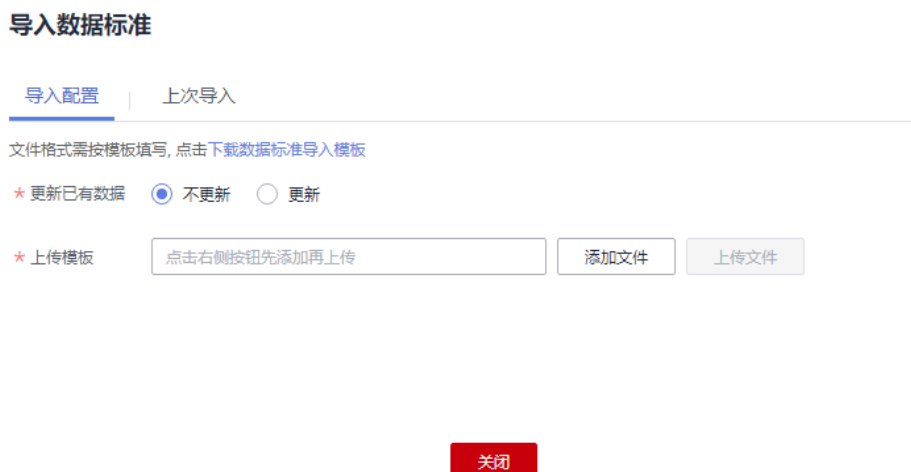 导入数据标准
导入配置 上次导入
文件格式需按模板填写, 点击下载数据标准导入模板
* 更新已有数据 不更新 更新
* 上传模板 点击右侧按钮先添加再上传 添加文件 上传文件
关闭